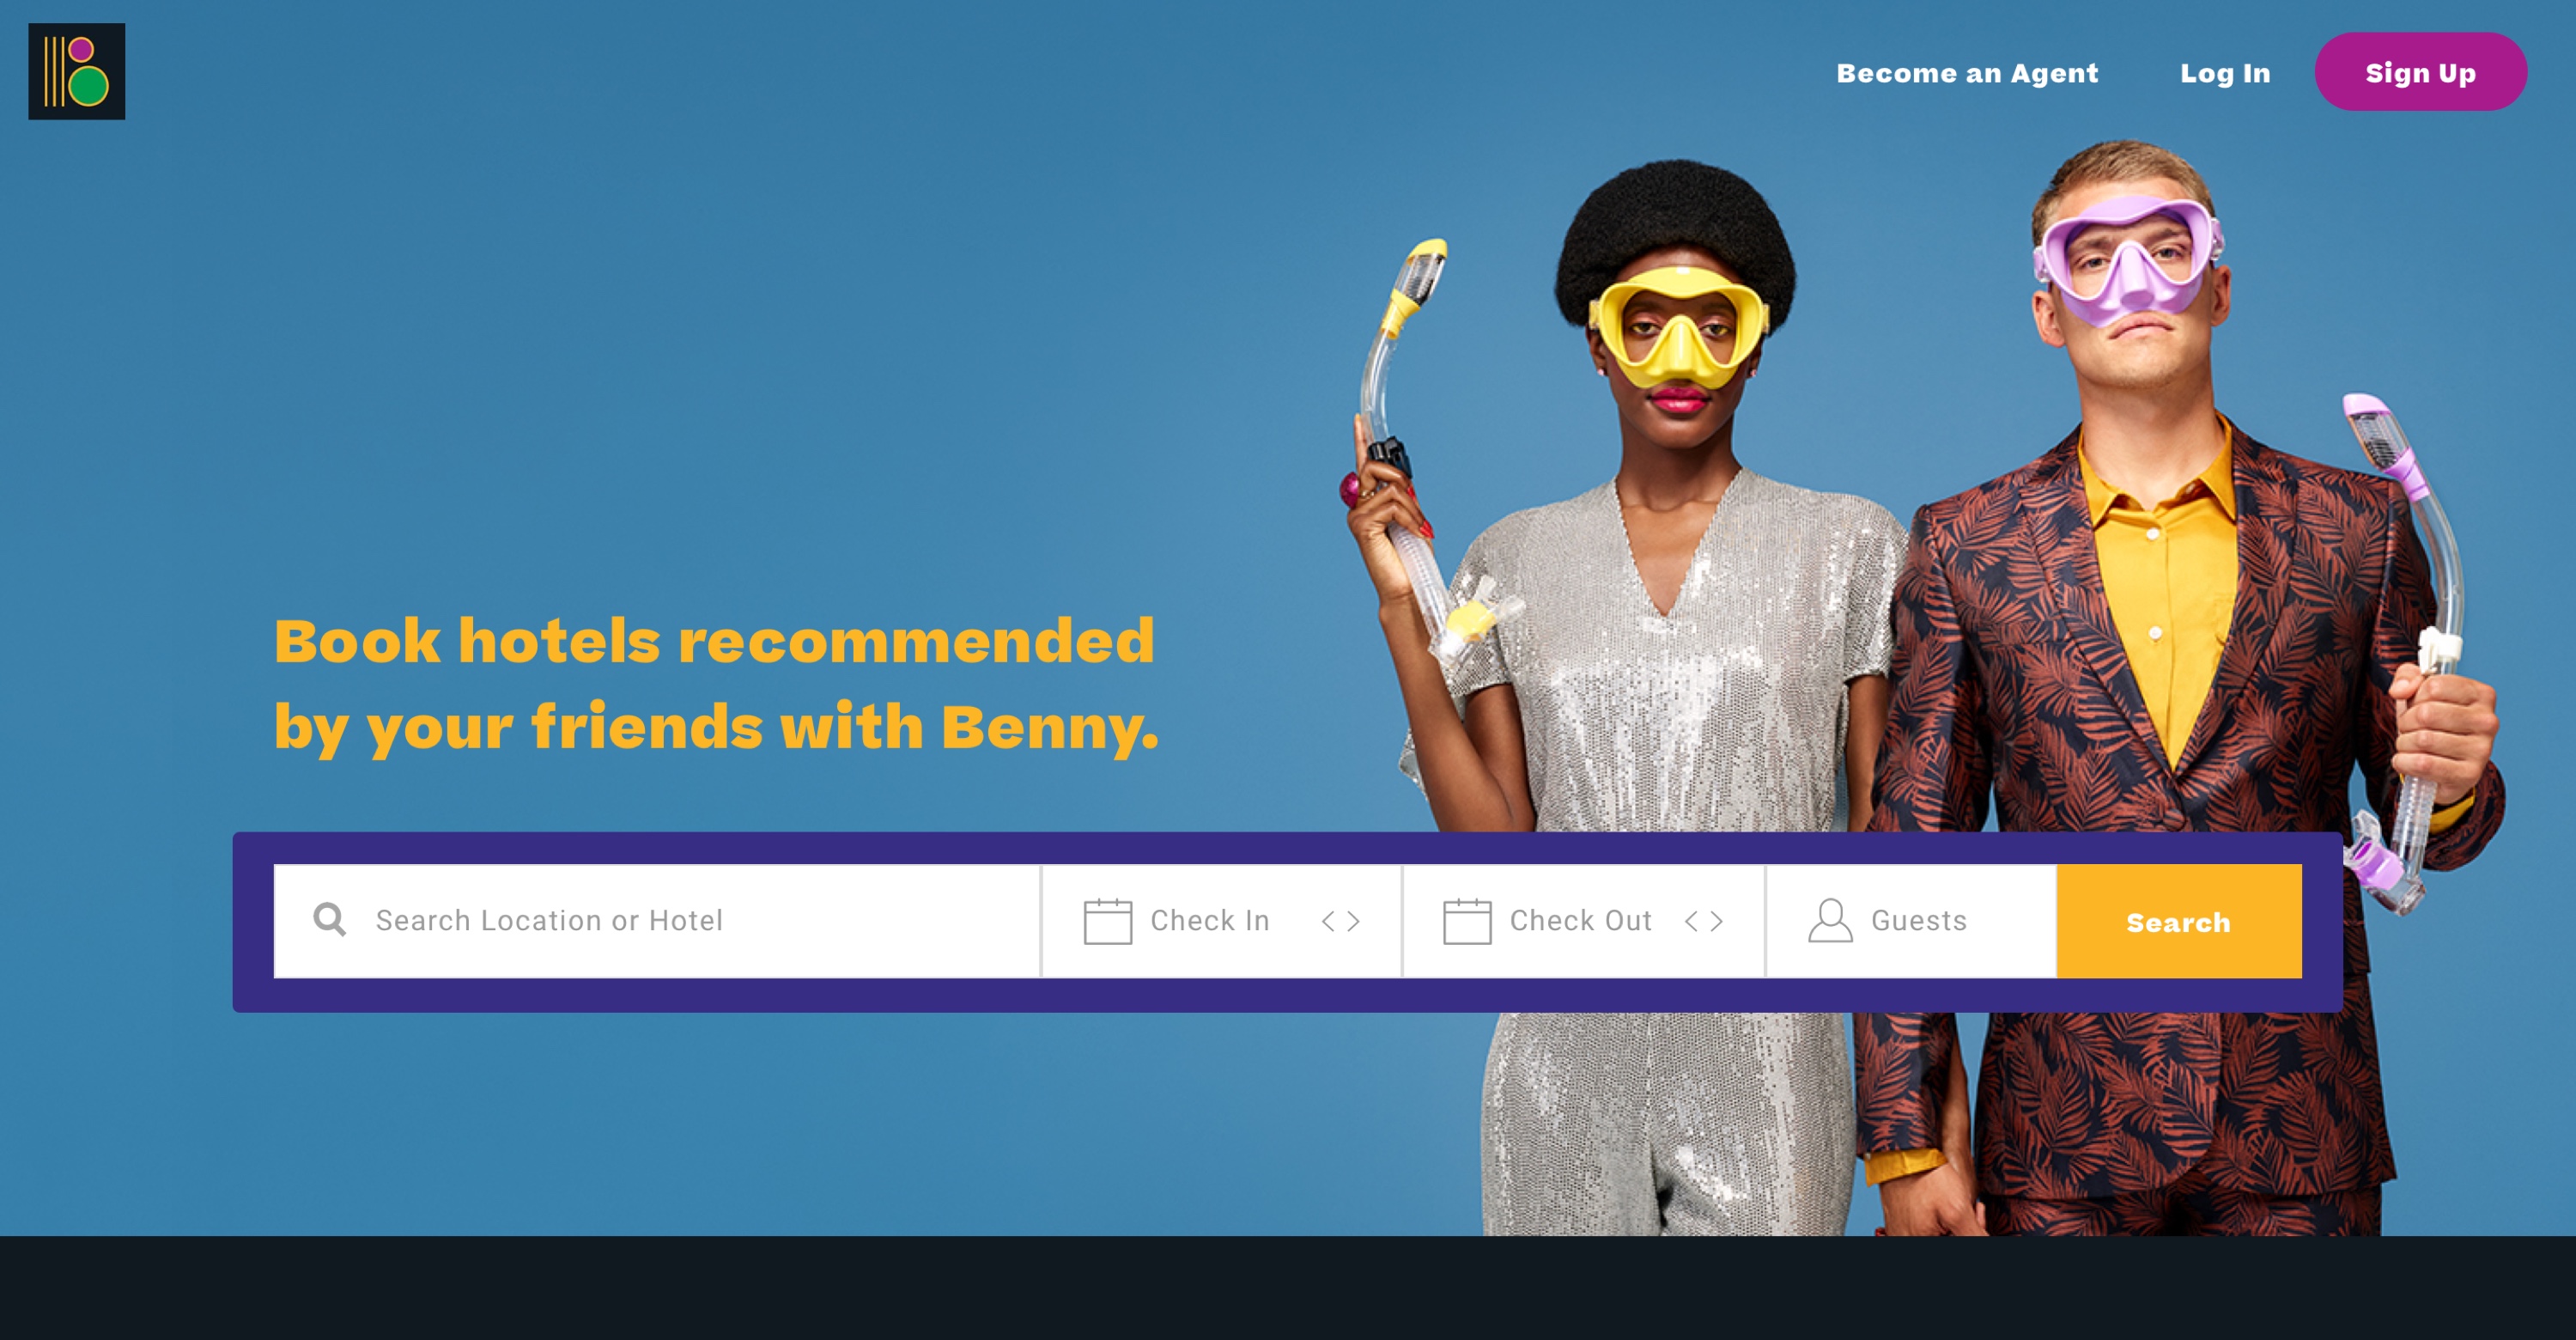 Become an Agent
Log In
Sign Up
Book hotels recommended
by your friends with Benny.
Search Location or Hotel
Check In
Check Out
Guests
Search